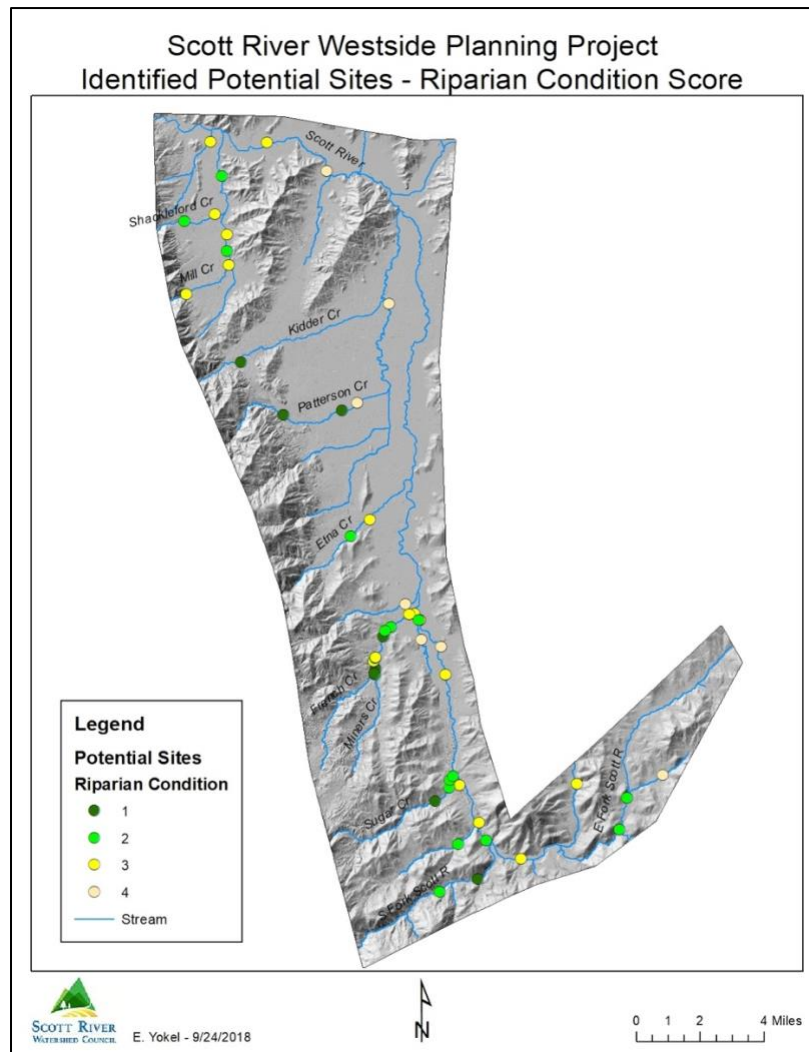 Scott River Westside Planning Project
Identified Potential Sites - Riparian Condition Score
Scott River
Shackleford Cr
Mill Cr
Kidder Cr
Patterson Cr
Etna Cr
French Cr
Miners Cr
Sugar Cr
E Fork Scott R
S Fork Scott R
Legend
Potential Sites
Riparian Condition
1
2
3
4
Stream
SCOTT RIVER
WATERSHED COUNCIL
E. Yokel - 9/24/2018
N
0 1 2 4 Miles